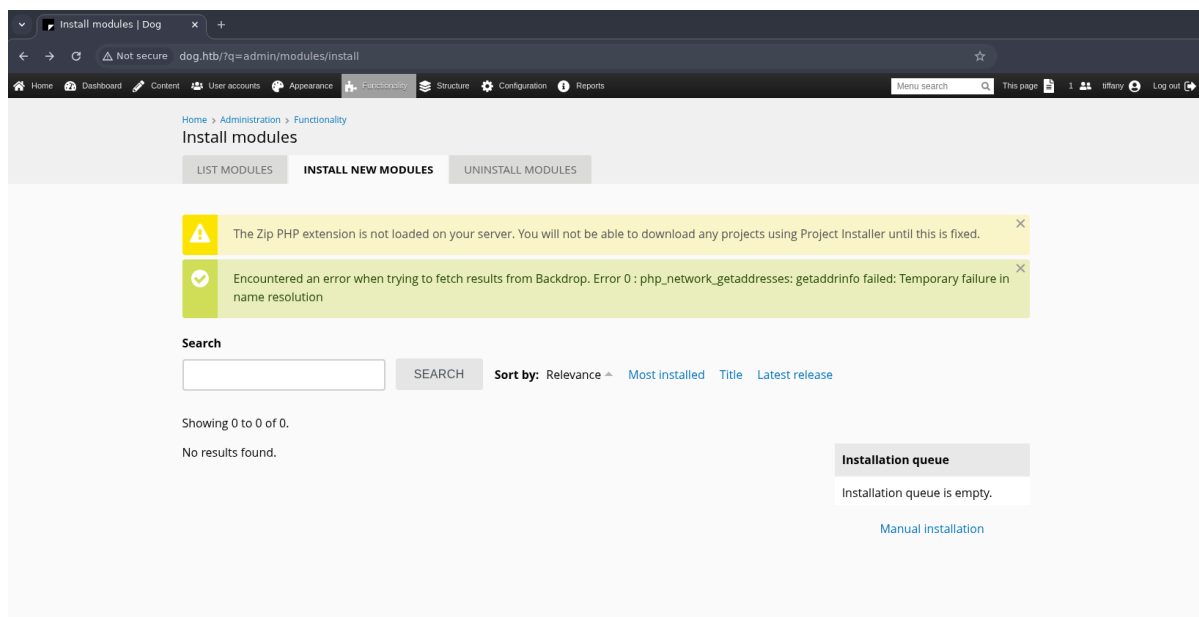 Install modules | Dog
Not secure dog.htb/?q=admin/modules/install
Home Dashboard Content User accounts Appearance Functionality Structure Configuration Reports Menu search This page 1 tiffany Log out
Home > Administration > Functionality
Install modules
LIST MODULES INSTALL NEW MODULES UNINSTALL MODULES
The Zip PHP extension is not loaded on your server. You will not be able to download any projects using Project Installer until this is fixed.
Encountered an error when trying to fetch results from Backdrop. Error 0 : php_network_getaddresses: getaddrinfo failed: Temporary failure in
name resolution
Search
SEARCH Sort by: Relevance Most installed Title Latest release
Showing 0 to 0 of 0.
No results found.
Installation queue
Installation queue is empty.
Manual installation